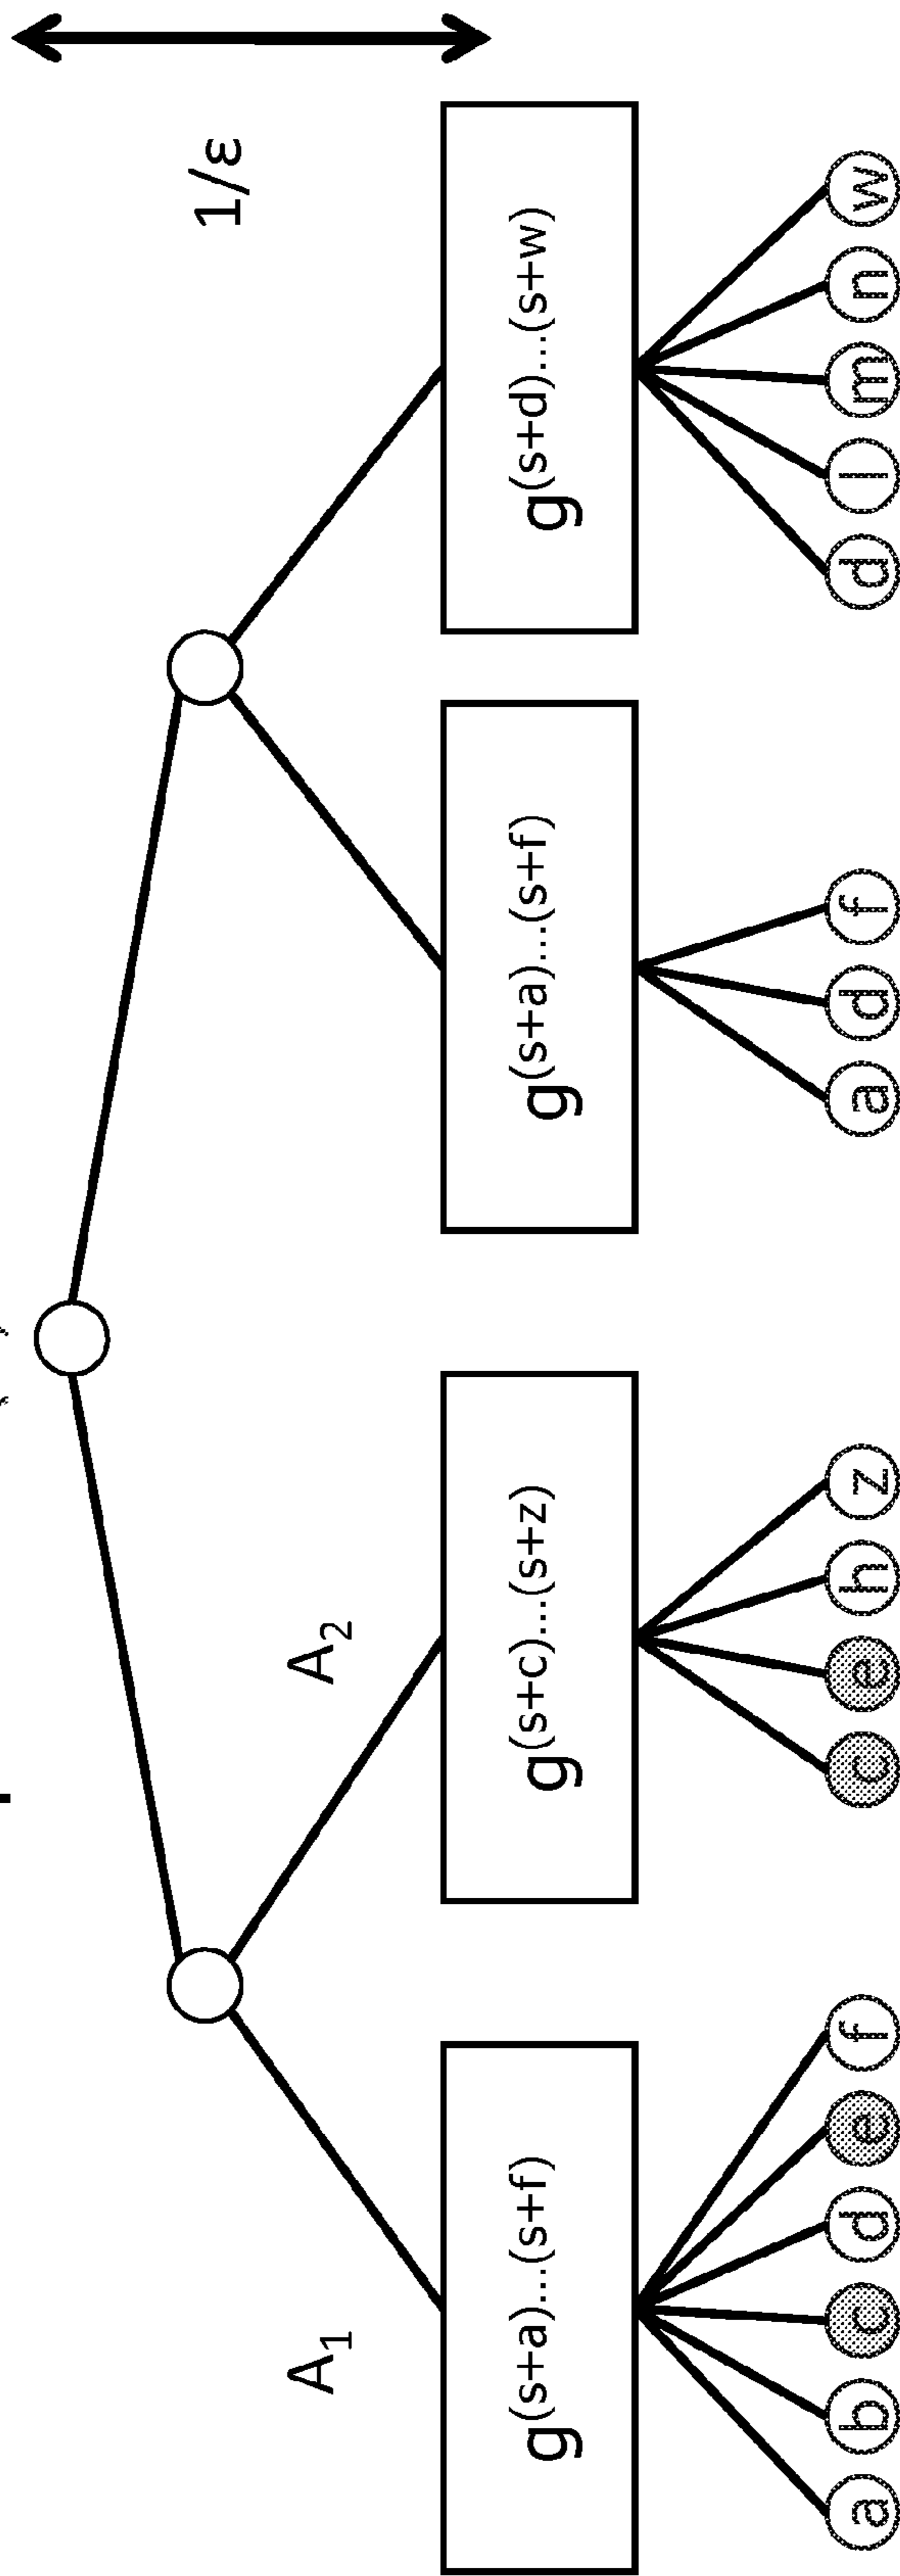 1/ε
A₁
A₂
g^(s+a)...(s+f)
g^(s+c)...(s+z)
g^(s+a)...(s+f)
g^(s+d)...(s+w)
a b c d e f
c e h z
a d f
d l m n w